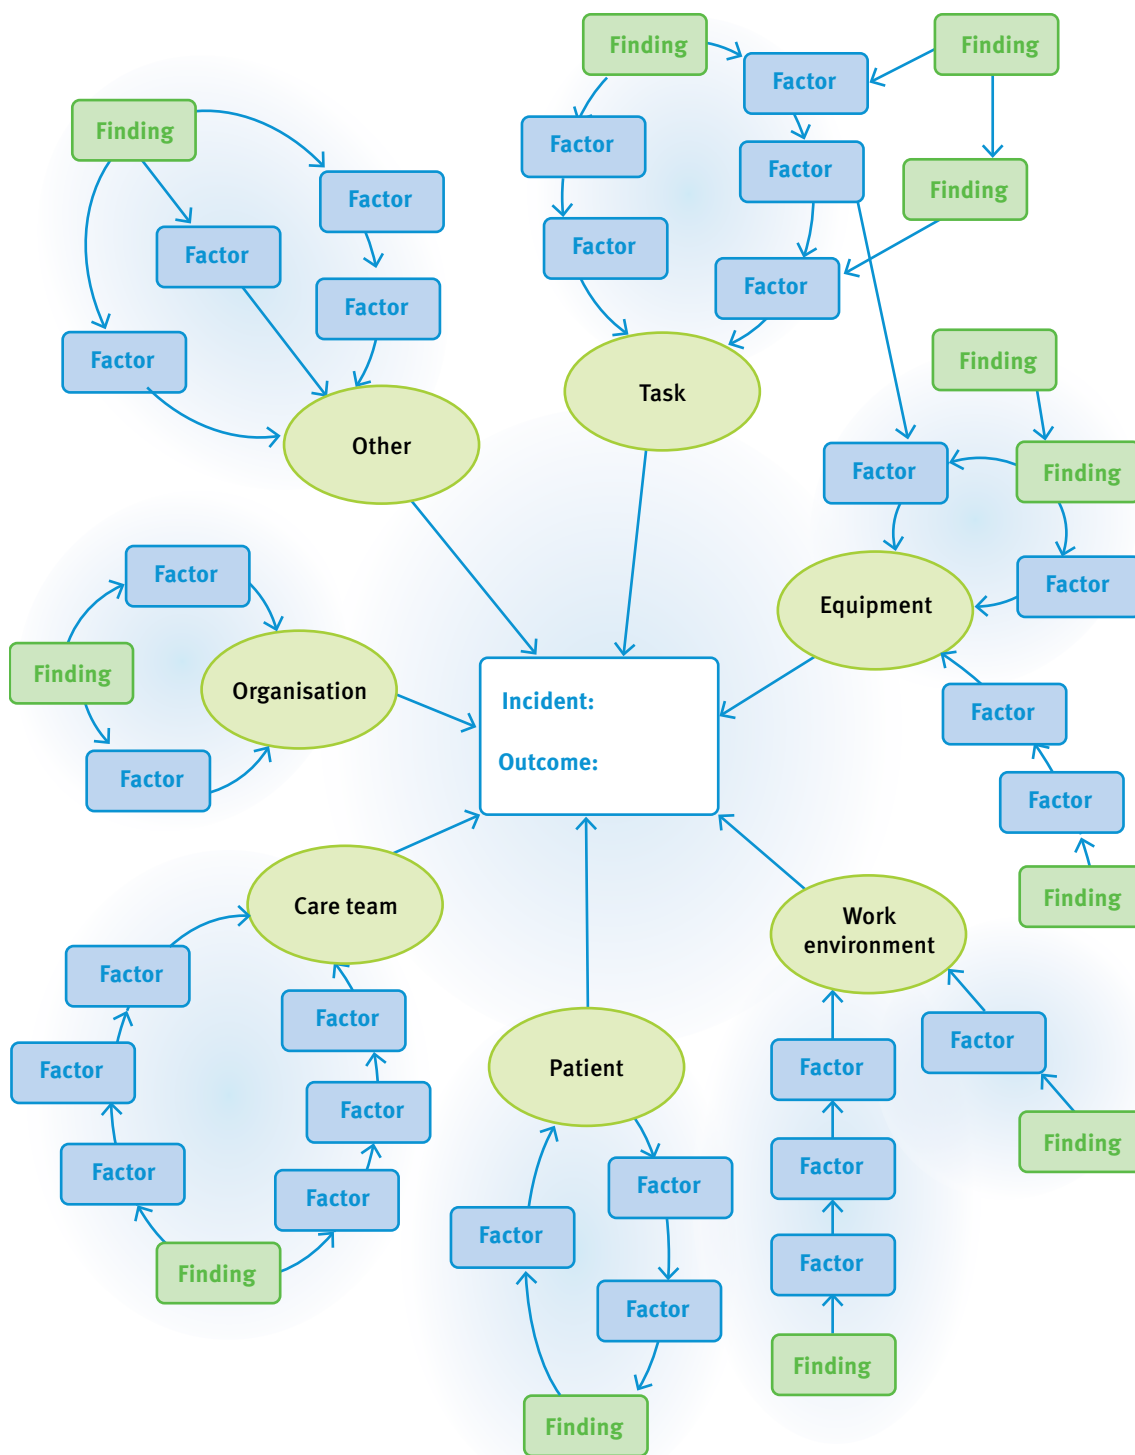 Finding
Finding
Factor
Finding
Factor
Factor
Finding
Factor
Factor
Factor
Factor
Factor
Factor
Finding
Factor
Task
Other
Factor
Finding
Factor
Factor
Equipment
Finding
Organisation
Incident:
Factor
Factor
Outcome:
Factor
Finding
Care team
Work
environment
Factor
Factor
Factor
Factor
Patient
Factor
Factor
Finding
Factor
Factor
Factor
Factor
Factor
Factor
Finding
Factor
Finding
Finding